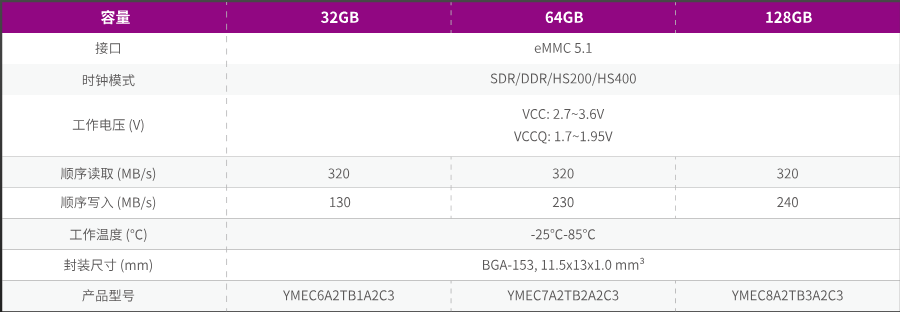 容量 32GB 64GB 128GB
接口 eMMC 5.1
时钟模式 SDR/DDR/HS200/HS400
工作电压 (V) VCC: 2.7~3.6V
VCCQ: 1.7~1.95V
顺序读取 (MB/s) 320 320 320
顺序写入 (MB/s) 130 230 240
工作温度 (°C) -25°C-85°C
封装尺寸 (mm) BGA-153, 11.5x13x1.0 mm³
产品型号 YMEC6A2TB1A2C3 YMEC7A2TB2A2C3 YMEC8A2TB3A2C3